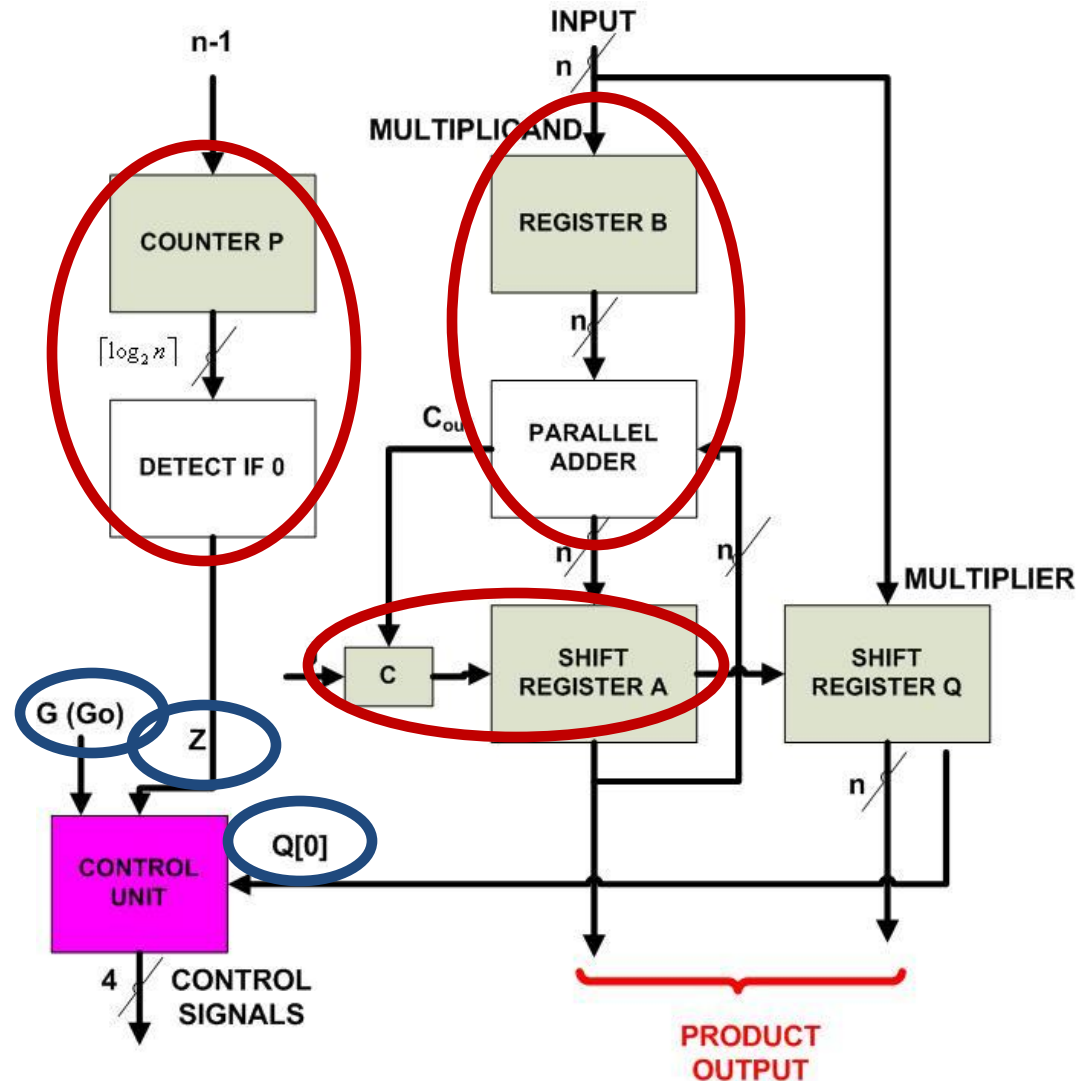 INPUT
n-1
n
MULTIPLICAND
COUNTER P
REGISTER B
⌈log₂ n⌉
n
C_ou
PARALLEL
ADDER
DETECT IF 0
n
n
MULTIPLIER
C
SHIFT
REGISTER A
SHIFT
REGISTER Q
G (Go)
Z
n
Q[0]
CONTROL
UNIT
4
CONTROL
SIGNALS
PRODUCT
OUTPUT